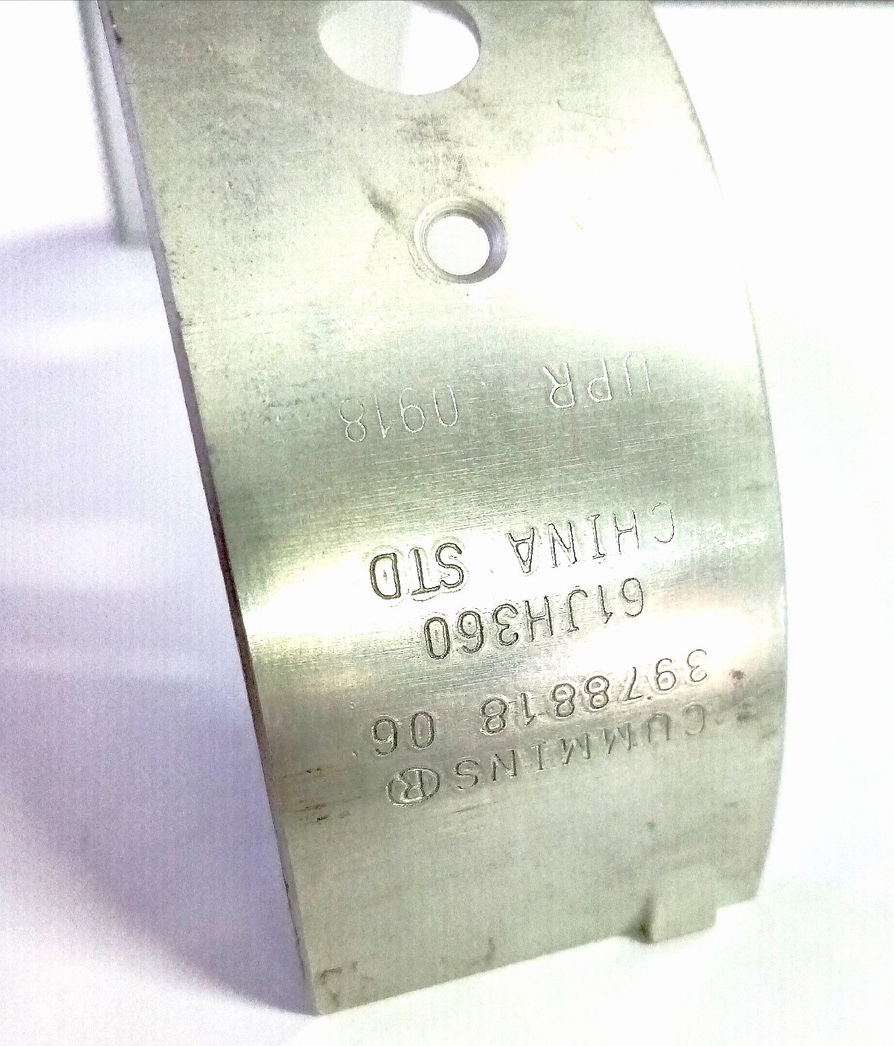 CUMMINS®
3978818 06
61JH360
CHINA STD
UPR 0918